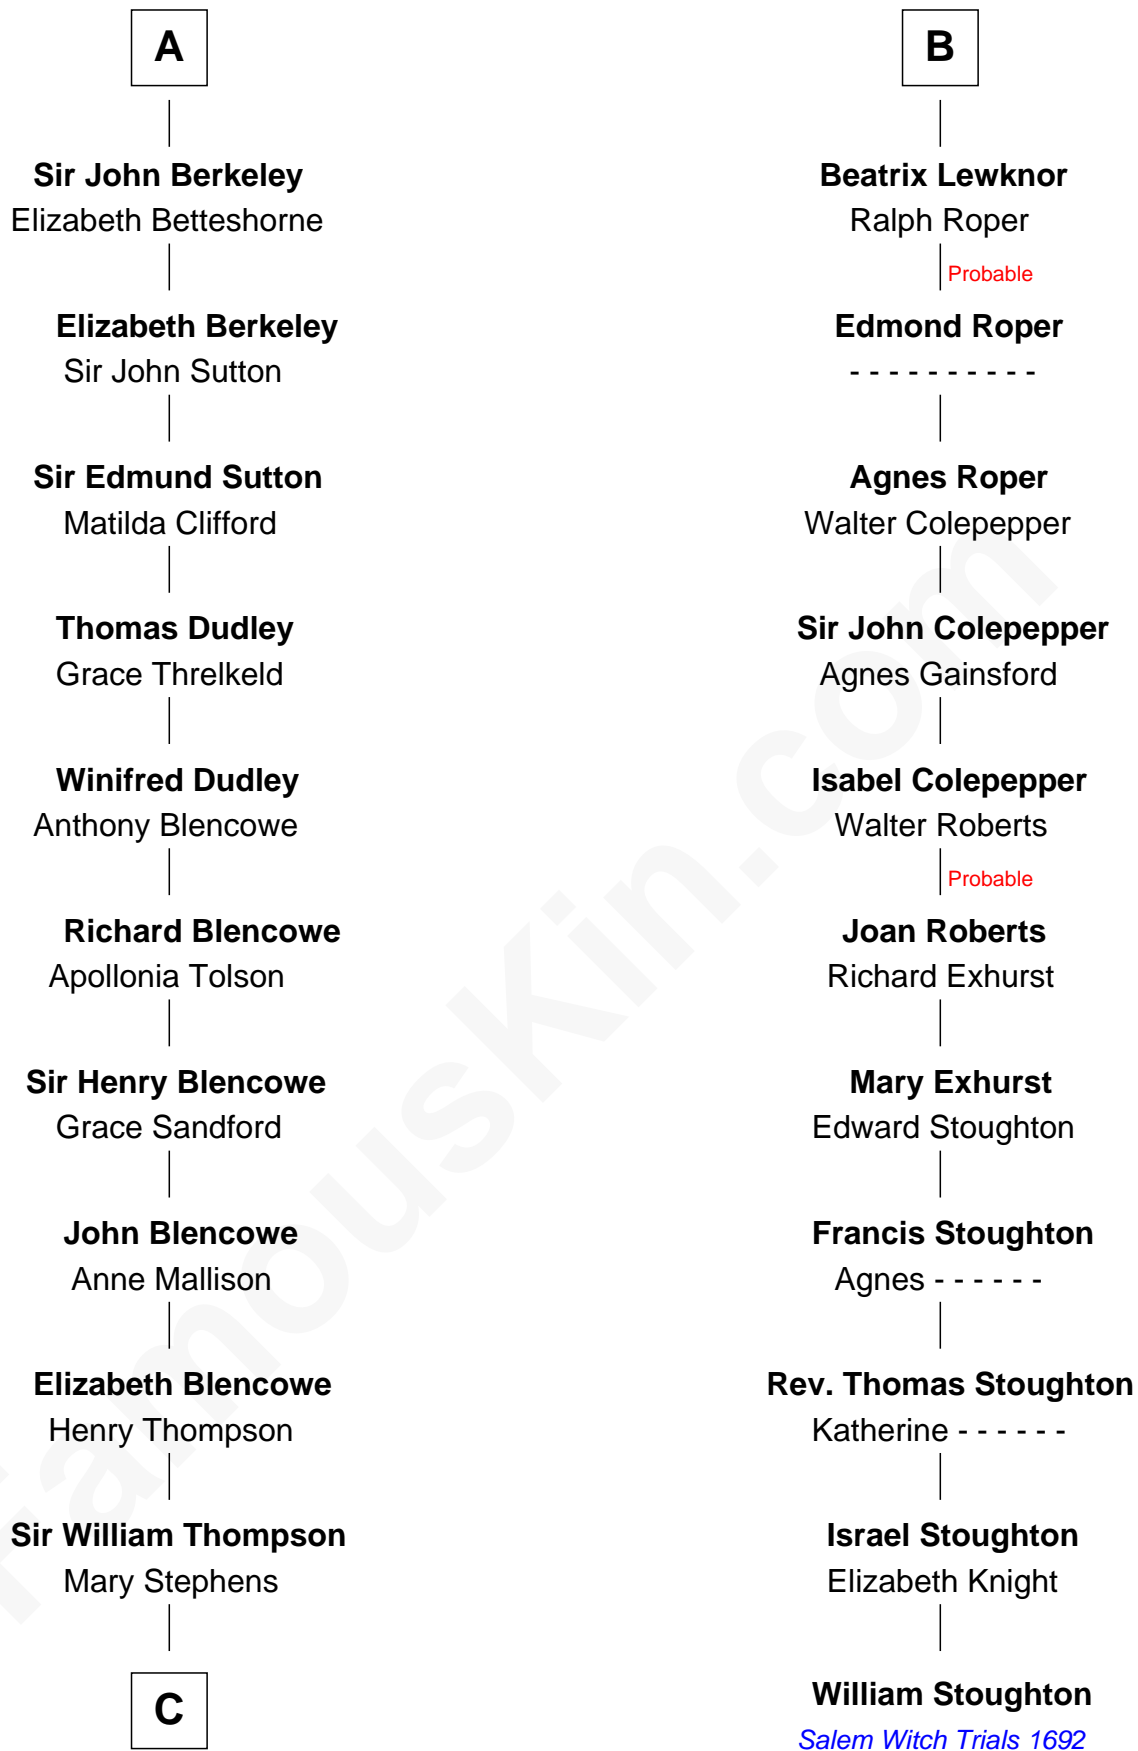 A
Sir John Berkeley
Elizabeth Betteshorne
Elizabeth Berkeley
Sir John Sutton
Sir Edmund Sutton
Matilda Clifford
Thomas Dudley
Grace Threlkeld
Winifred Dudley
Anthony Blencowe
Richard Blencowe
Apollonia Tolson
Sir Henry Blencowe
Grace Sandford
John Blencowe
Anne Mallison
Elizabeth Blencowe
Henry Thompson
Sir William Thompson
Mary Stephens
C
B
Beatrix Lewknor
Ralph Roper
Probable
Edmond Roper
- - - - - - - - - -
Agnes Roper
Walter Colepepper
Sir John Colepepper
Agnes Gainsford
Isabel Colepepper
Walter Roberts
Probable
Joan Roberts
Richard Exhurst
Mary Exhurst
Edward Stoughton
Francis Stoughton
Agnes - - - - - -
Rev. Thomas Stoughton
Katherine - - - - - -
Israel Stoughton
Elizabeth Knight
William Stoughton
Salem Witch Trials 1692
FamousKin.com